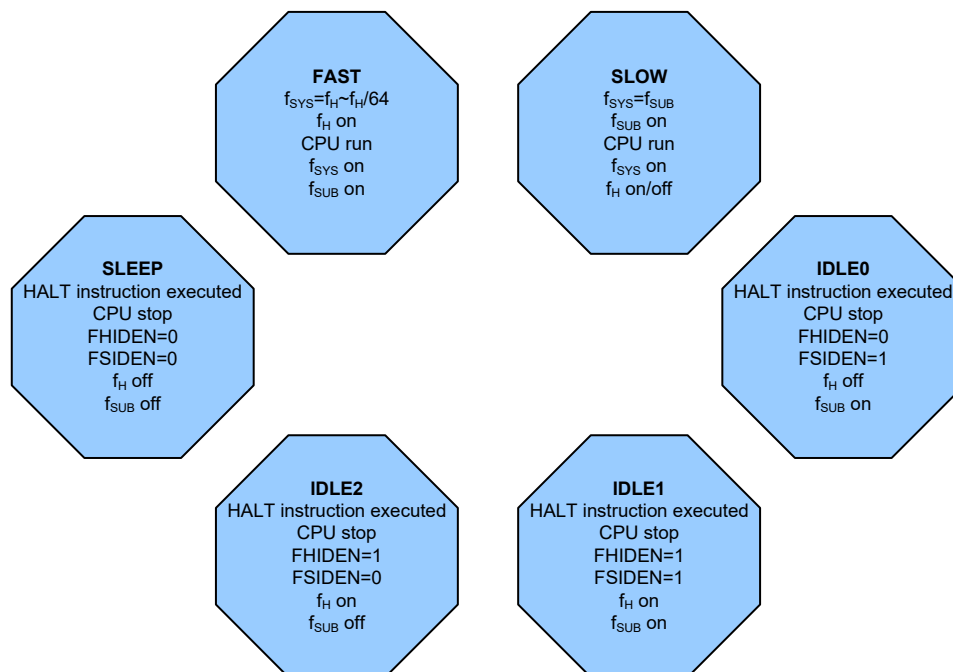 FAST
fSYS=fH~fH/64
fH on
CPU run
fSYS on
fSUB on
SLOW
fSYS=fSUB
fSUB on
CPU run
fSYS on
fH on/off
SLEEP
HALT instruction executed
CPU stop
FHIDEN=0
FSIDEN=0
fH off
fSUB off
IDLE0
HALT instruction executed
CPU stop
FHIDEN=0
FSIDEN=1
fH off
fSUB on
IDLE2
HALT instruction executed
CPU stop
FHIDEN=1
FSIDEN=0
fH on
fSUB off
IDLE1
HALT instruction executed
CPU stop
FHIDEN=1
FSIDEN=1
fH on
fSUB on